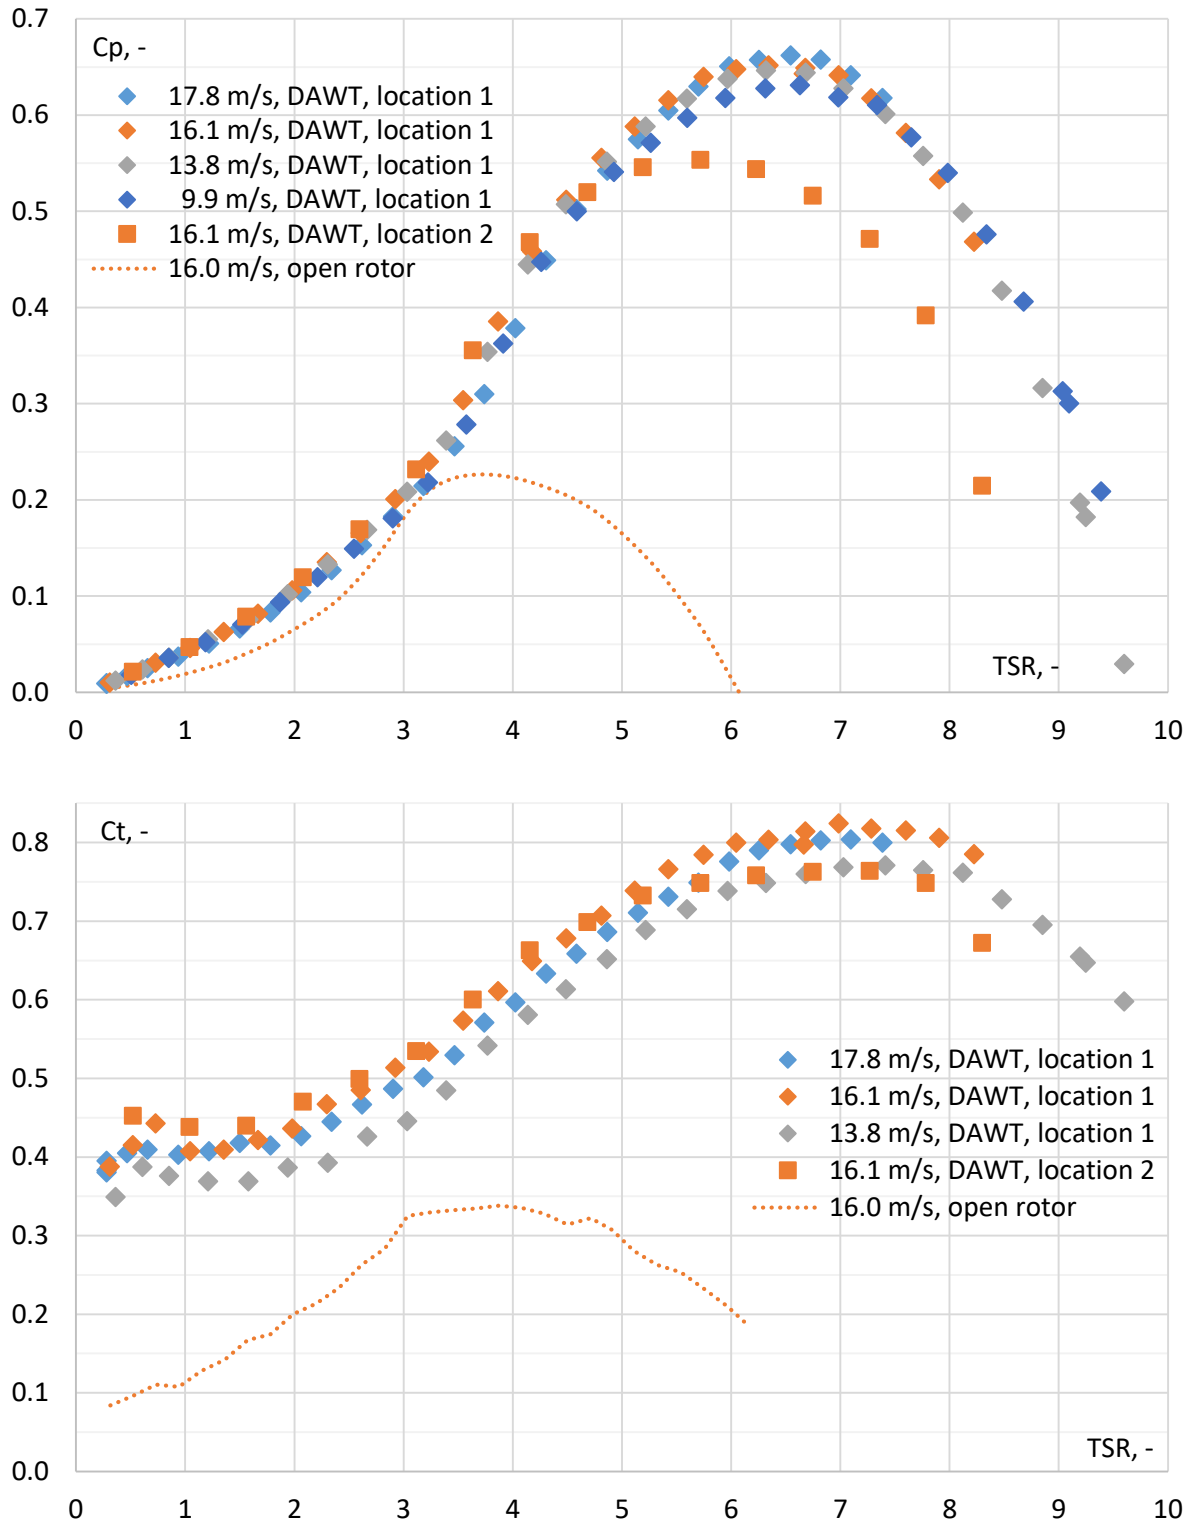 0.7
Cp, -
17.8 m/s, DAWT, location 1
0.6
16.1 m/s, DAWT, location 1
13.8 m/s, DAWT, location 1
0.5
9.9 m/s, DAWT, location 1
16.1 m/s, DAWT, location 2
16.0 m/s, open rotor
0.4
0.3
0.2
0.1
TSR, -
0.0
0 1 2 3 4 5 6 7 8 9 10
Ct, -
0.8
0.7
0.6
0.5
17.8 m/s, DAWT, location 1
16.1 m/s, DAWT, location 1
13.8 m/s, DAWT, location 1
0.4
16.1 m/s, DAWT, location 2
16.0 m/s, open rotor
0.3
0.2
0.1
TSR, -
0.0
0 1 2 3 4 5 6 7 8 9 10